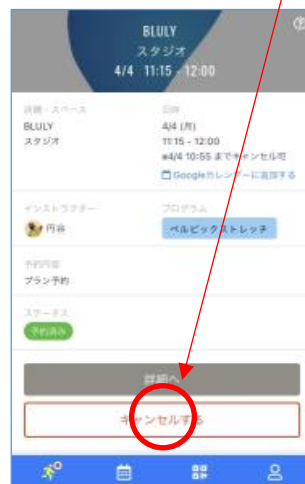 BLULY
スタジオ
4/4 11:15 - 12:00
店舗・スペース
日時
BLULY
スタジオ
4/4 (月)
11:15 - 12:00
※4/4 10:55 までキャンセル可
Googleカレンダーに追加する
インストラクター
プログラム
円谷
ペルビックストレッチ
予約内容
プラン予約
ステータス
予約済み
詳細へ
キャンセルする